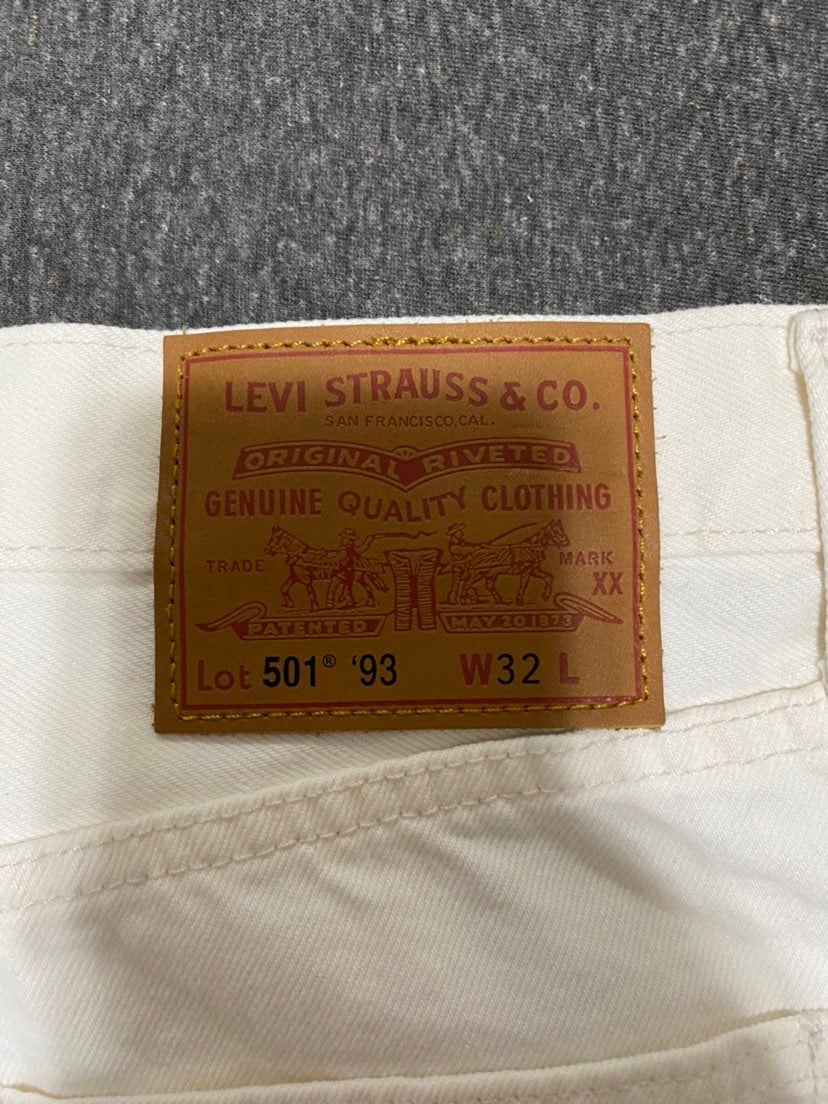 LEVI STRAUSS & CO.
SAN FRANCISCO, CAL.
ORIGINAL RIVETED
GENUINE QUALITY CLOTHING
TRADE MARK
XX
PATENTED MAY 20 1873
Lot 501® '93 W32 L